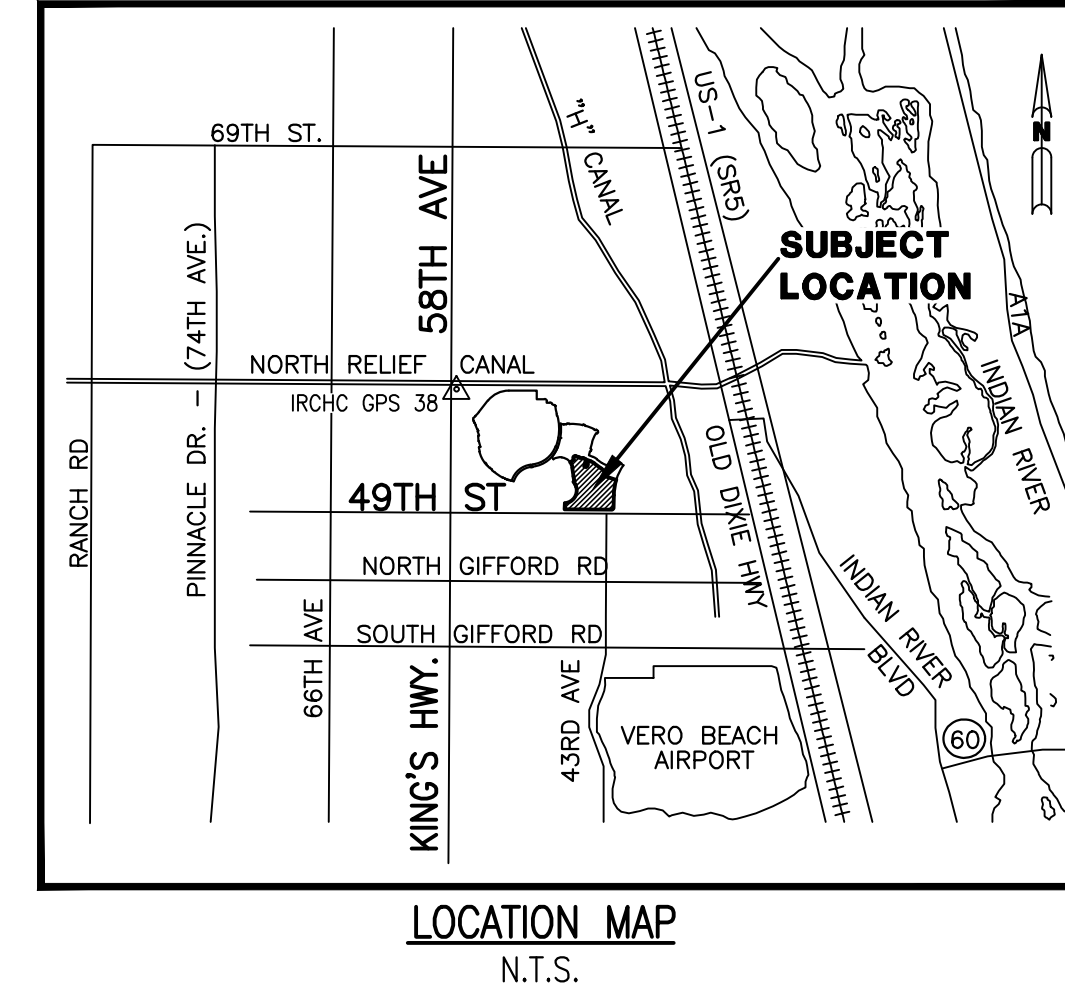 69TH ST.
"H" CANAL
US-1 (SR5)
N
58TH AVE
PINNACLE DR. – (74TH AVE.)
SUBJECT
LOCATION
A1A
NORTH RELIEF CANAL
IRCHC GPS 38
INDIAN RIVER
RANCH RD
49TH ST
OLD DIXIE HWY
NORTH GIFFORD RD
INDIAN RIVER
BLVD
66TH AVE
SOUTH GIFFORD RD
KING'S HWY.
43RD AVE
VERO BEACH
AIRPORT
60
LOCATION MAP
N.T.S.